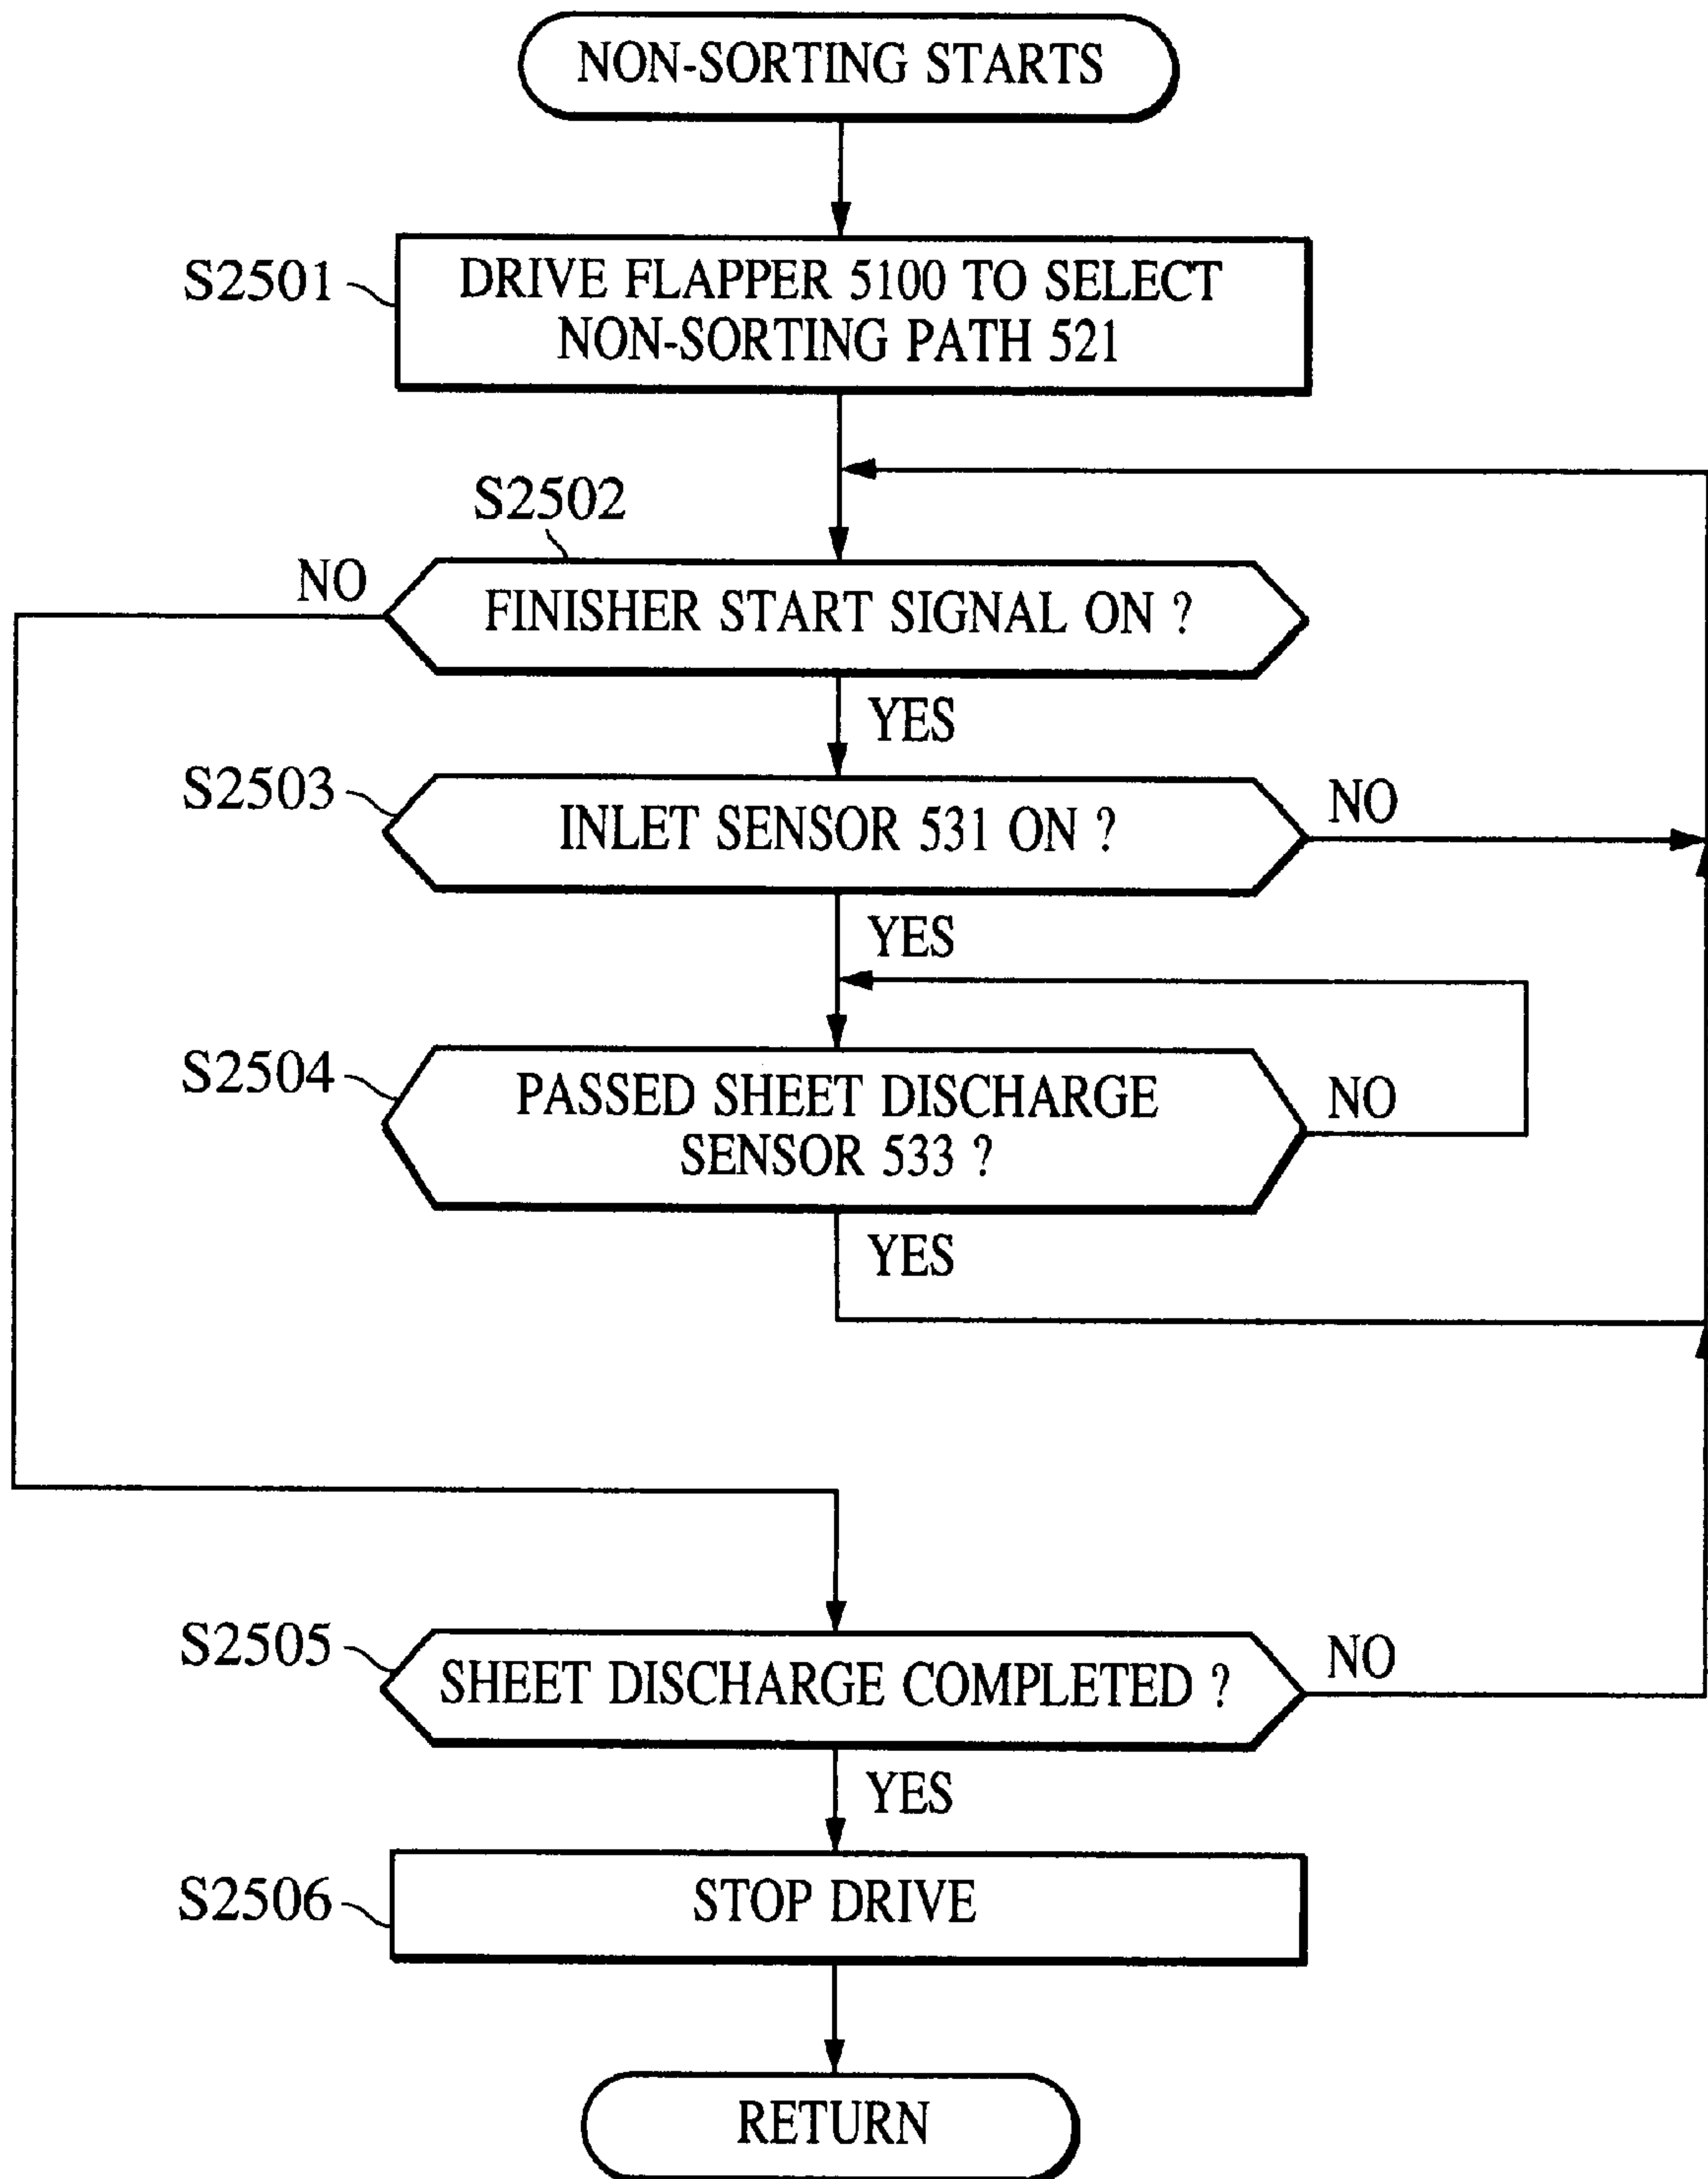 NON-SORTING STARTS
S2501
DRIVE FLAPPER 5100 TO SELECT
NON-SORTING PATH 521
S2502
NO
FINISHER START SIGNAL ON ?
YES
S2503
INLET SENSOR 531 ON ?
NO
YES
S2504
PASSED SHEET DISCHARGE
SENSOR 533 ?
NO
YES
S2505
SHEET DISCHARGE COMPLETED ?
NO
YES
S2506
STOP DRIVE
RETURN